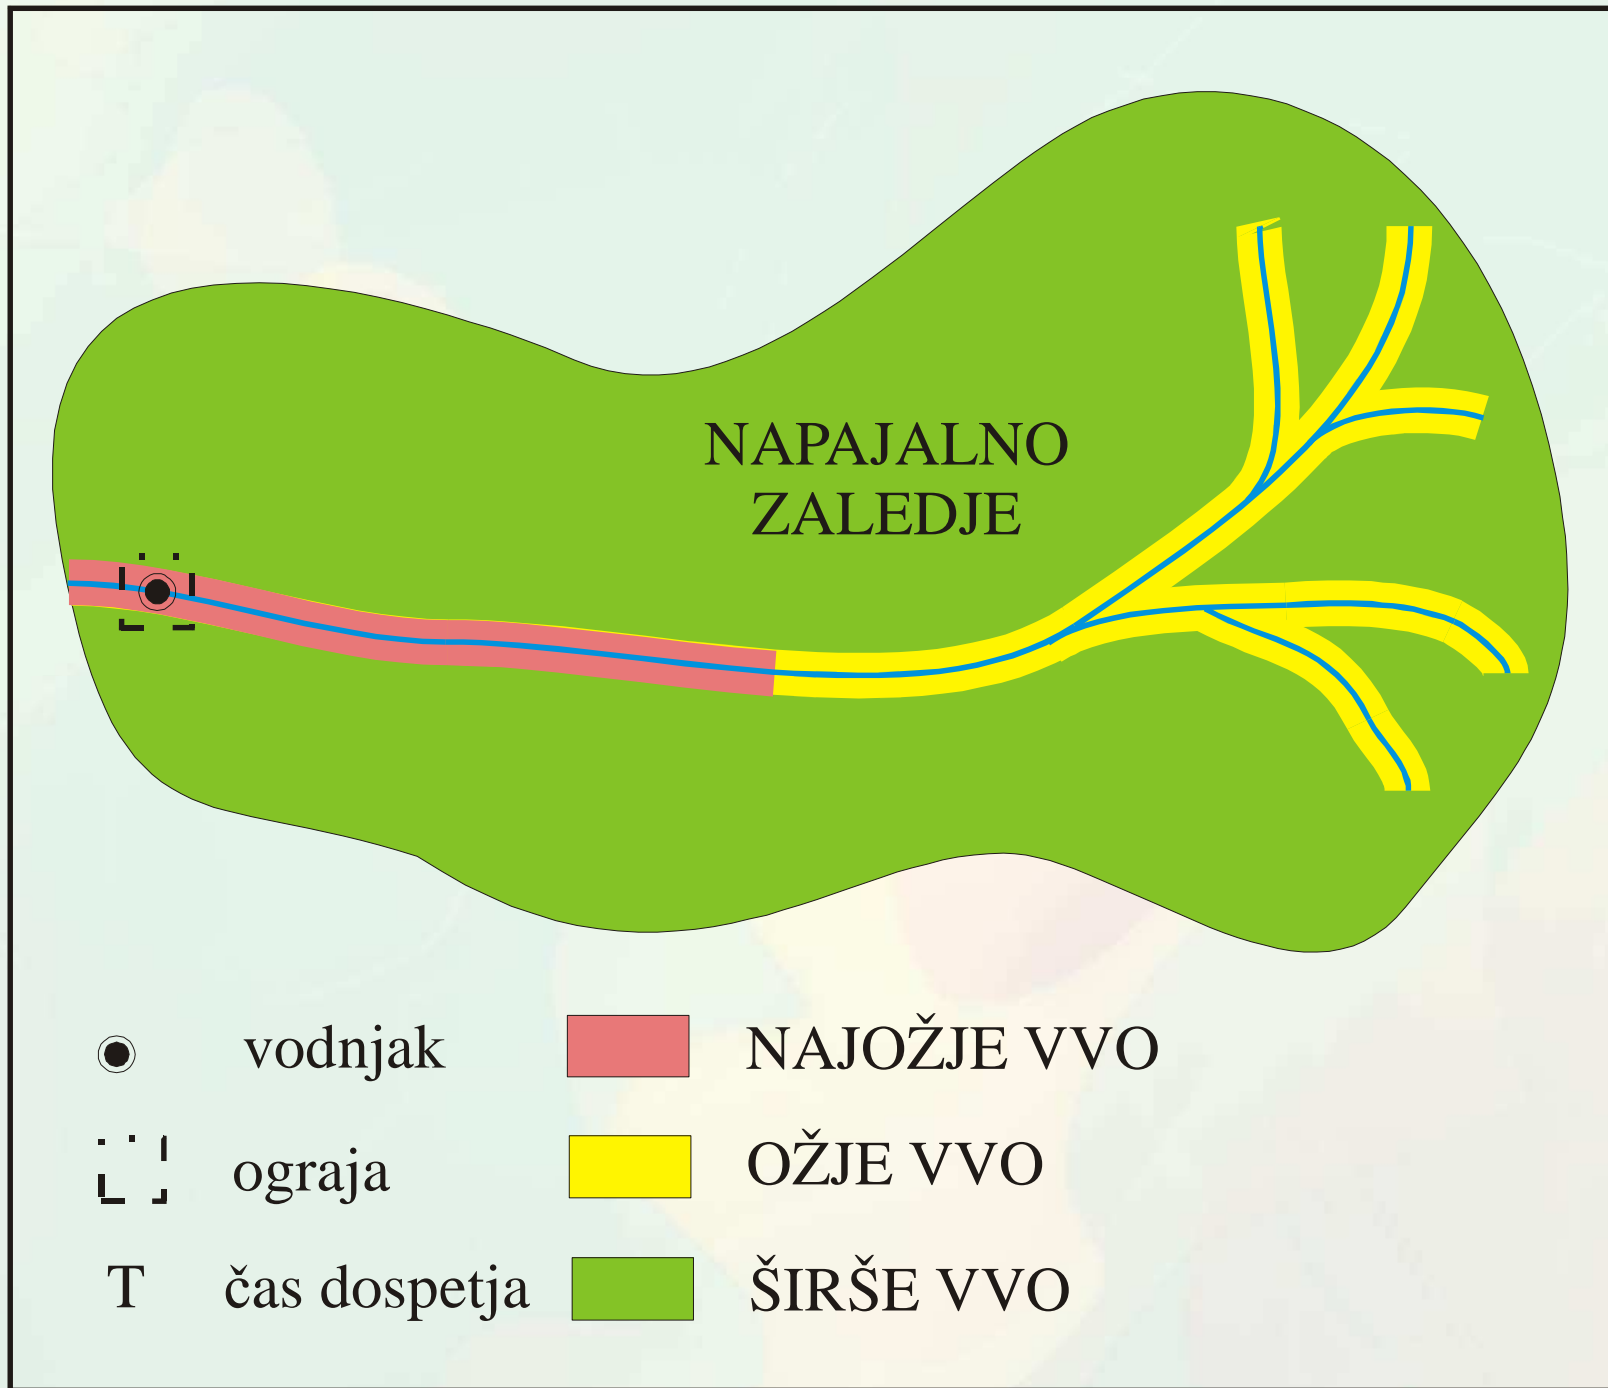 NAPAJALNO
ZALEDJE
vodnjak
NAJOŽJE VVO
ograja
OŽJE VVO
T
čas dospetja
ŠIRŠE VVO